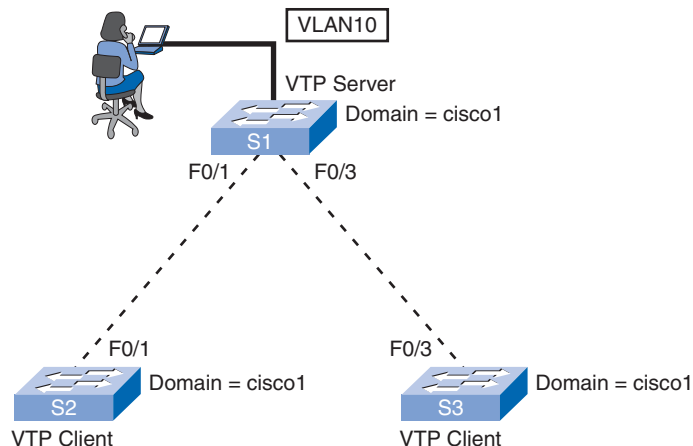 VLAN10
VTP Server
Domain = cisco1
S1
F0/1
F0/3
F0/1
F0/3
Domain = cisco1
Domain = cisco1
S2
S3
VTP Client
VTP Client